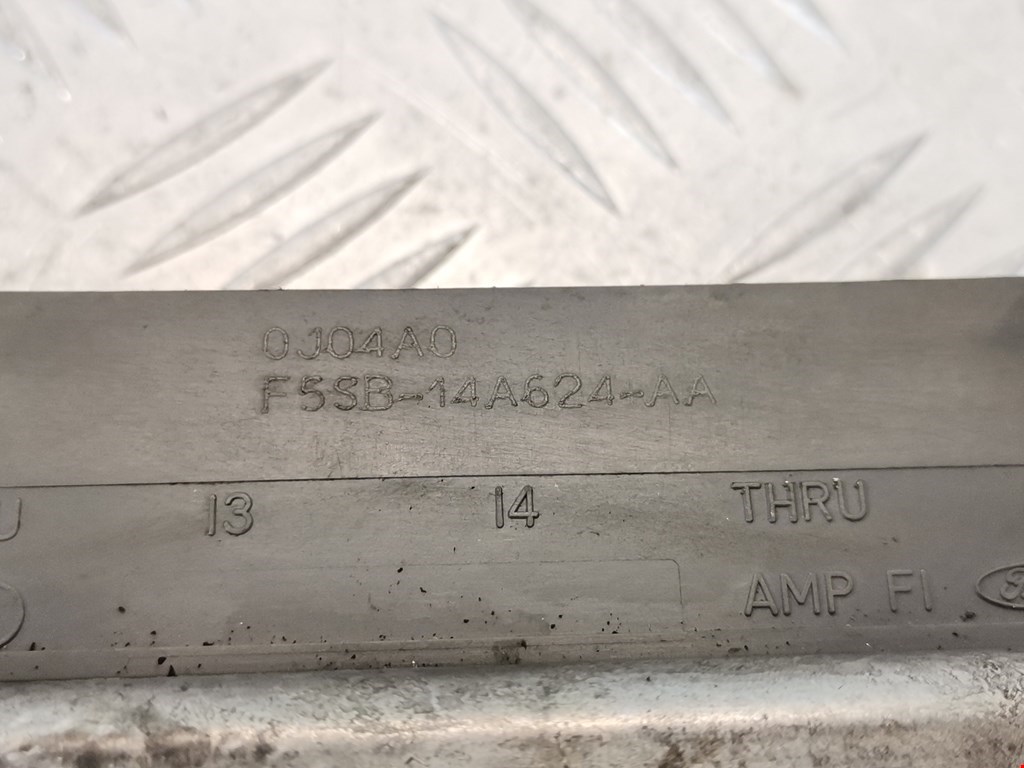 0J04A0
F5SB-14A624-AA
U 13 14 THRU
AMP FI